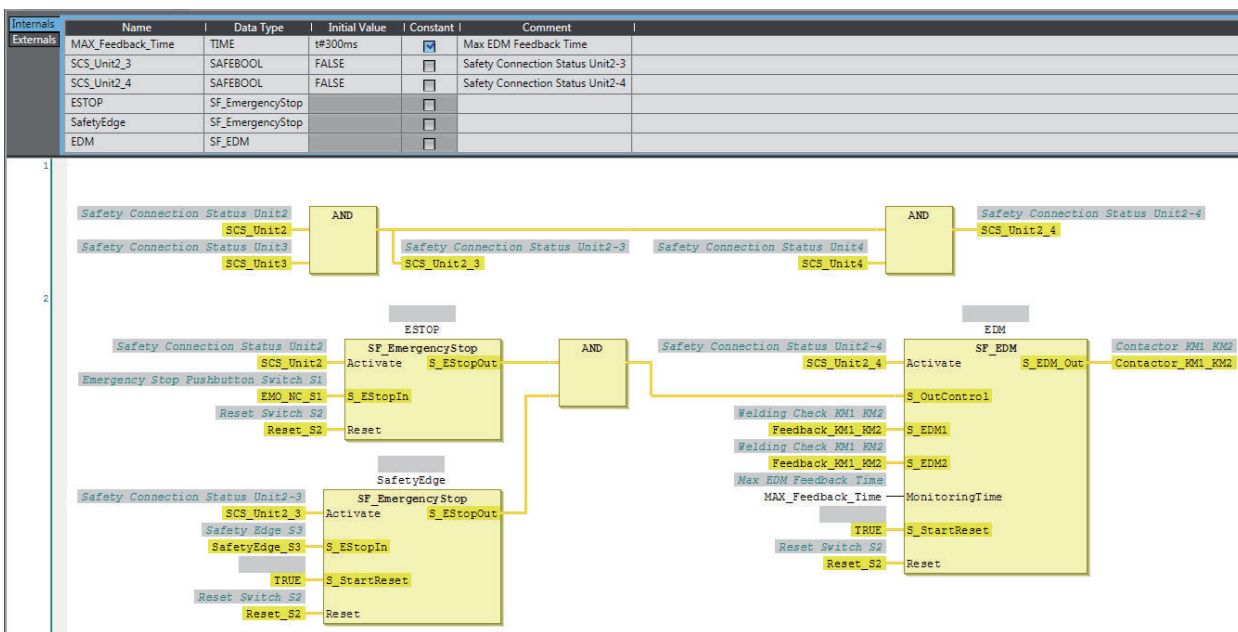 Internals
Externals
Name Data Type Initial Value Constant Comment
MAX_Feedback_Time TIME t#300ms Max EDM Feedback Time
SCS_Unit2_3 SAFEBOOL FALSE Safety Connection Status Unit2-3
SCS_Unit2_4 SAFEBOOL FALSE Safety Connection Status Unit2-4
ESTOP SF_EmergencyStop
SafetyEdge SF_EmergencyStop
EDM SF_EDM
1
Safety Connection Status Unit2 AND AND Safety Connection Status Unit2-4
SCS_Unit2 SCS_Unit2_4
Safety Connection Status Unit3 Safety Connection Status Unit2-3 Safety Connection Status Unit4
SCS_Unit3 SCS_Unit2_3 SCS_Unit4
2
ESTOP EDM
Safety Connection Status Unit2 SF_EmergencyStop AND Safety Connection Status Unit2-4 SF_EDM Contactor KM1 KM2
SCS_Unit2 Activate S_EStopOut SCS_Unit2_4 Activate S_EDM_Out Contactor_KM1_KM2
Emergency Stop Pushbutton Switch S1
EMO_NC_S1 S_EStopIn S_OutControl
Reset Switch S2 Welding Check KM1 KM2
Reset_S2 Reset Feedback_KM1_KM2 S_EDM1
Welding Check KM1 KM2
Feedback_KM1_KM2 S_EDM2
SafetyEdge Max EDM Feedback Time
Safety Connection Status Unit2-3 SF_EmergencyStop MAX_Feedback_Time MonitoringTime
SCS_Unit2_3 Activate S_EStopOut
Safety Edge S3 TRUE S_StartReset
SafetyEdge_S3 S_EStopIn Reset Switch S2
Reset_S2 Reset
TRUE S_StartReset
Reset Switch S2
Reset_S2 Reset